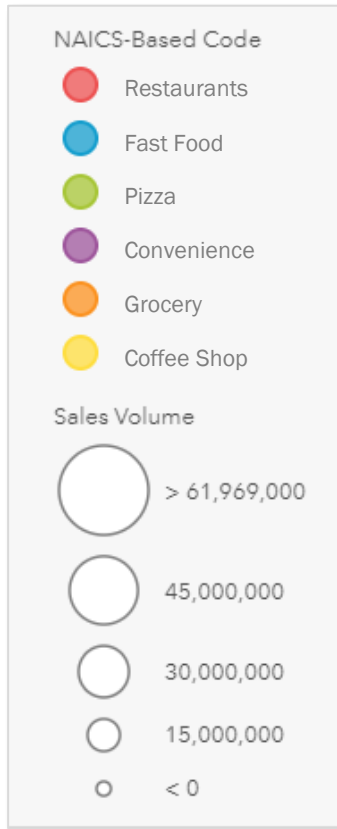 NAICS-Based Code
Restaurants
Fast Food
Pizza
Convenience
Grocery
Coffee Shop
Sales Volume
> 61,969,000
45,000,000
30,000,000
15,000,000
< 0